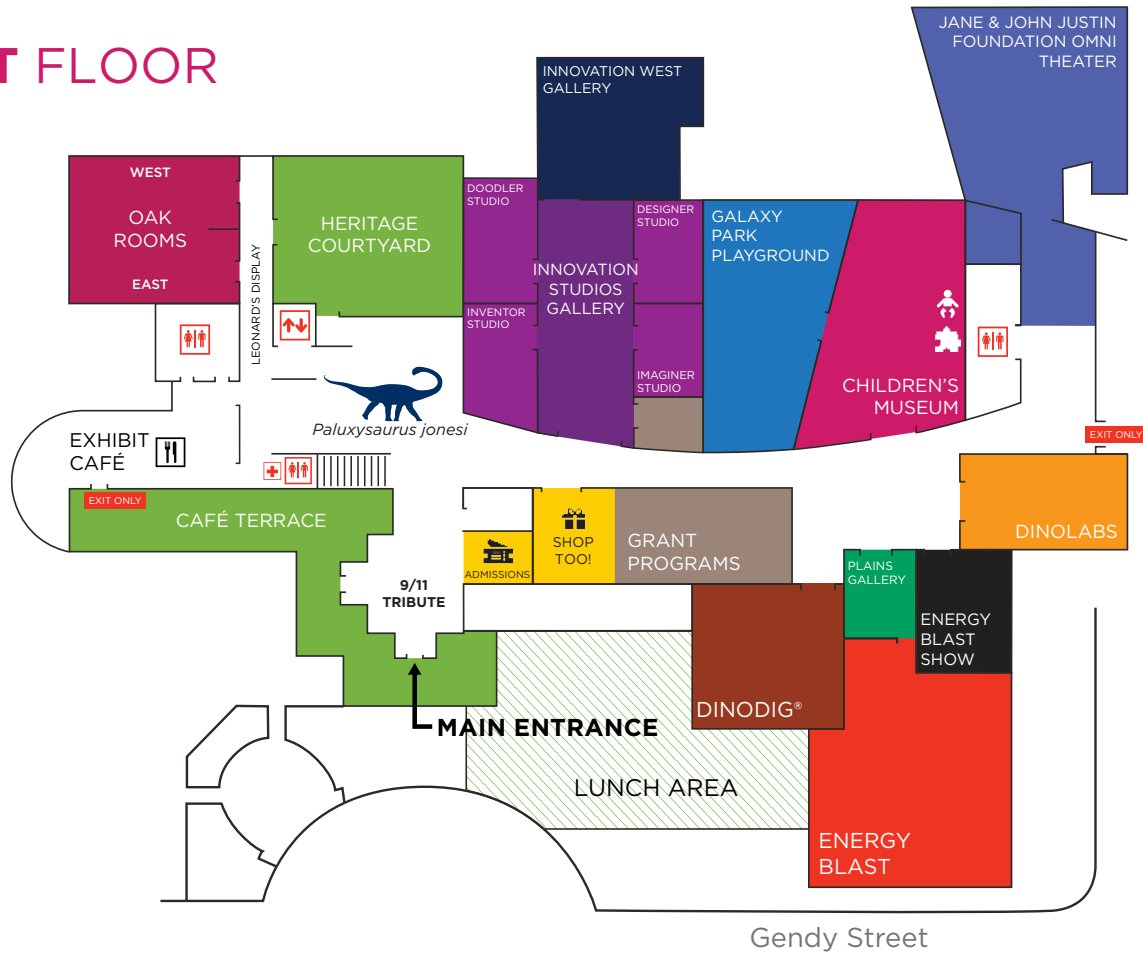 T FLOOR
JANE & JOHN JUSTIN
FOUNDATION OMNI
THEATER
INNOVATION WEST
GALLERY
WEST
OAK
ROOMS
EAST
LEONARD'S DISPLAY
HERITAGE
COURTYARD
DOODLER
STUDIO
DESIGNER
STUDIO
INNOVATION
STUDIOS
GALLERY
INVENTOR
STUDIO
IMAGINER
STUDIO
GALAXY
PARK
PLAYGROUND
CHILDREN'S
MUSEUM
Paluxysaurus jonesi
EXHIBIT
CAFÉ
EXIT ONLY
EXIT ONLY
CAFÉ TERRACE
9/11
TRIBUTE
ADMISSIONS
SHOP
TOO!
GRANT
PROGRAMS
DINOLABS
PLAINS
GALLERY
ENERGY
BLAST
SHOW
DINODIG®
MAIN ENTRANCE
LUNCH AREA
ENERGY
BLAST
Gendy Street